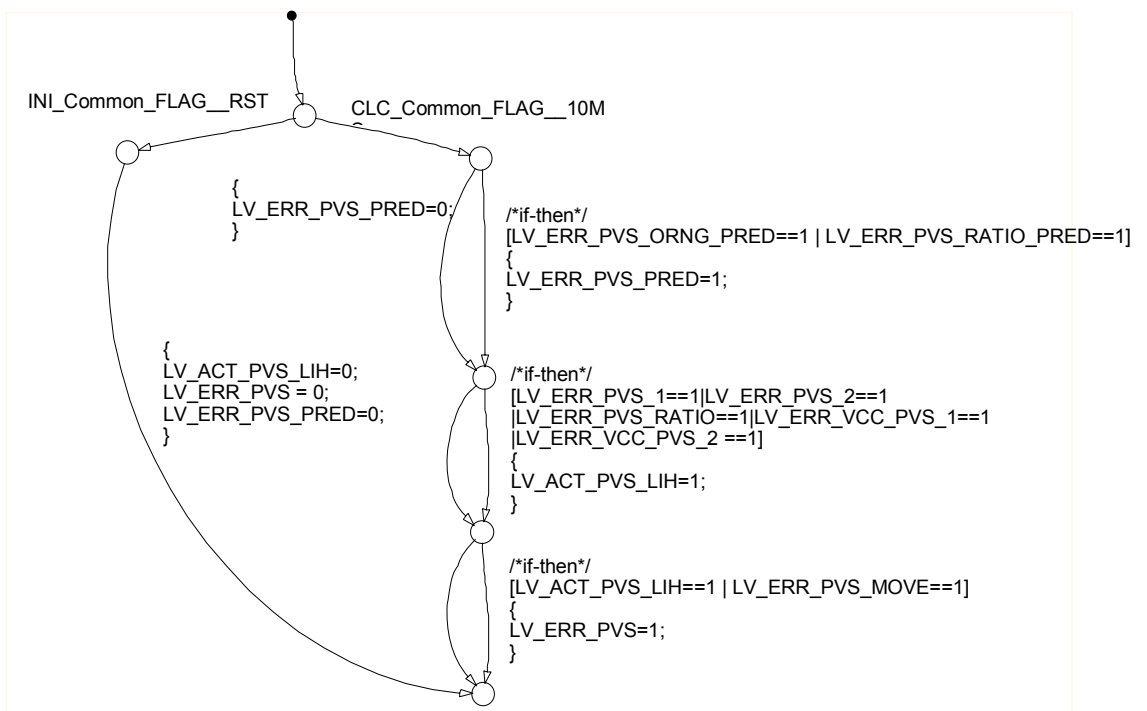 INI_Common_FLAG__RST
CLC_Common_FLAG__10M
{
LV_ERR_PVS_PRED=0;
}
/*if-then*/
[LV_ERR_PVS_ORNG_PRED==1 | LV_ERR_PVS_RATIO_PRED==1]
{
LV_ERR_PVS_PRED=1;
}
{
LV_ACT_PVS_LIH=0;
LV_ERR_PVS = 0;
LV_ERR_PVS_PRED=0;
}
/*if-then*/
[LV_ERR_PVS_1==1|LV_ERR_PVS_2==1
|LV_ERR_PVS_RATIO==1|LV_ERR_VCC_PVS_1==1
|LV_ERR_VCC_PVS_2 ==1]
{
LV_ACT_PVS_LIH=1;
}
/*if-then*/
[LV_ACT_PVS_LIH==1 | LV_ERR_PVS_MOVE==1]
{
LV_ERR_PVS=1;
}